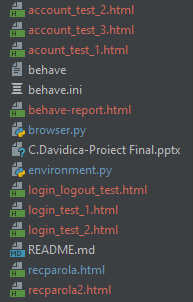 account_test_2.html
account_test_3.html
acount_test_1.html
behave
behave.ini
behave-report.html
browser.py
C.Davidica-Proiect Final.pptx
environment.py
login_logout_test.html
login_test_1.html
login_test_2.html
README.md
recparola.html
recparola2.html